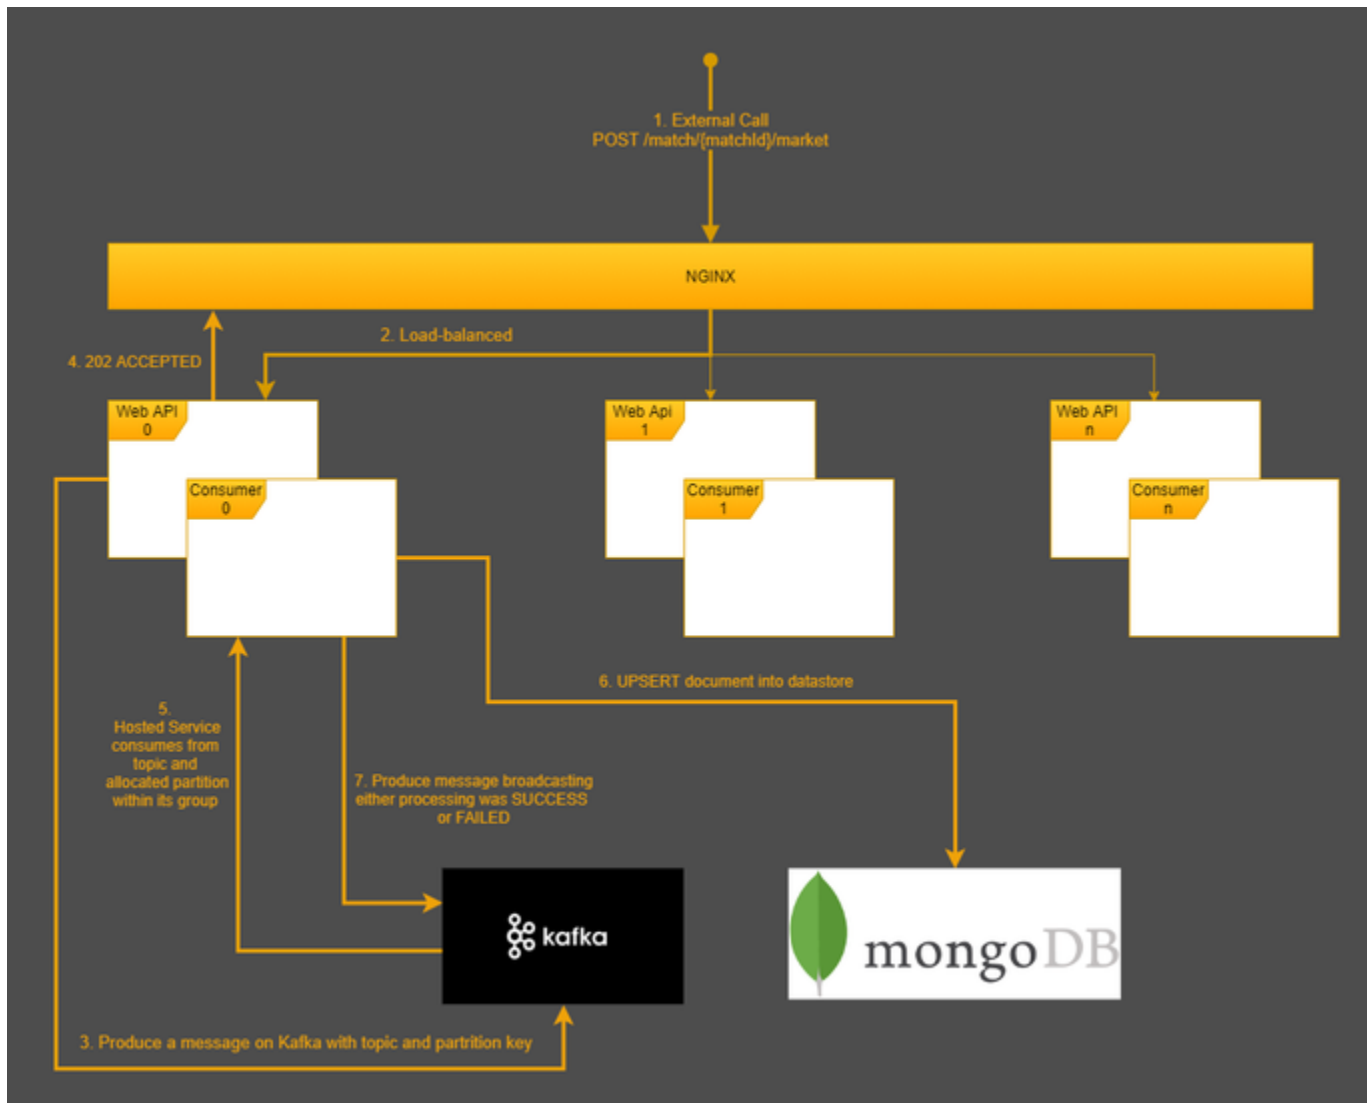 1. External Call
POST /match/{matchId}/market
NGINX
2. Load-balanced
4. 202 ACCEPTED
Web API
0
Web Api
1
Web API
n
Consumer
0
Consumer
1
Consumer
n
6. UPSERT document into datastore
5.
Hosted Service
consumes from
topic and
allocated partition
within its group
7. Produce message broadcasting
either processing was SUCCESS
or FAILED
kafka
mongoDB
3. Produce a message on Kafka with topic and partrition key